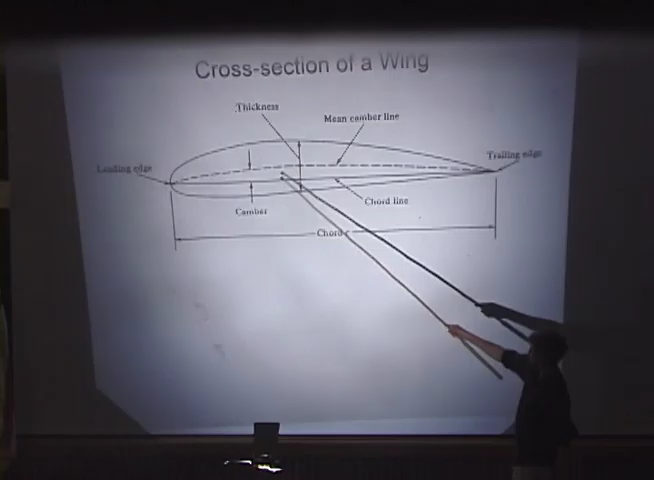 Cross-section of a Wing
Thickness
Mean camber line
Leading edge
Trailing edge
Camber
Chord line
Chord c